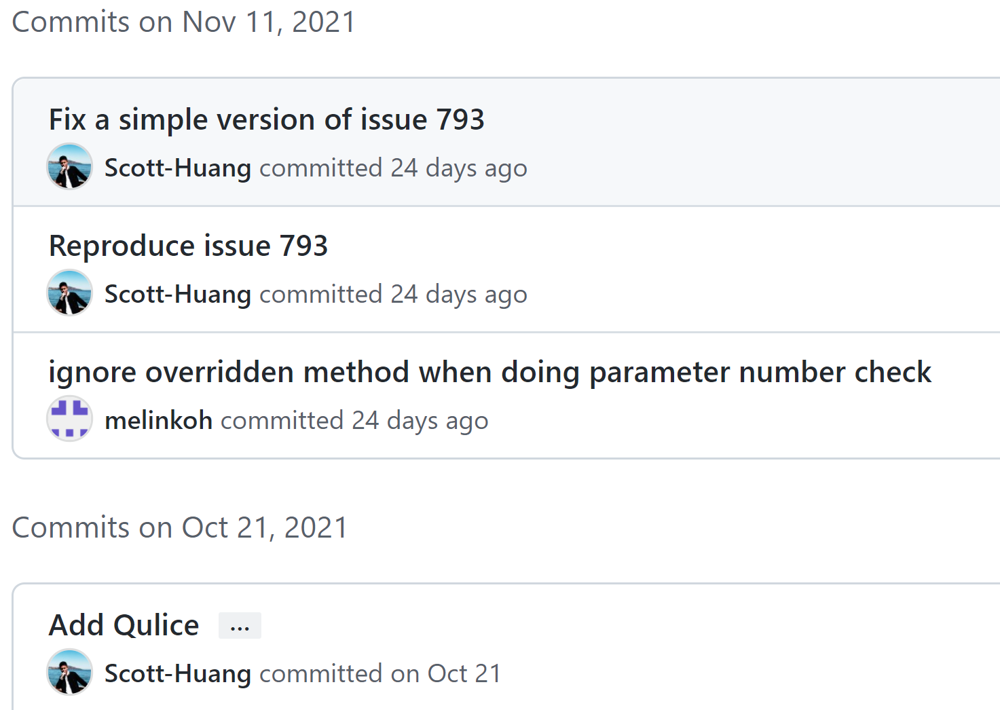 Commits on Nov 11, 2021
Fix a simple version of issue 793
Scott-Huang committed 24 days ago
Reproduce issue 793
Scott-Huang committed 24 days ago
ignore overridden method when doing parameter number check
melinkoh committed 24 days ago
Commits on Oct 21, 2021
Add Qulice ...
Scott-Huang committed on Oct 21